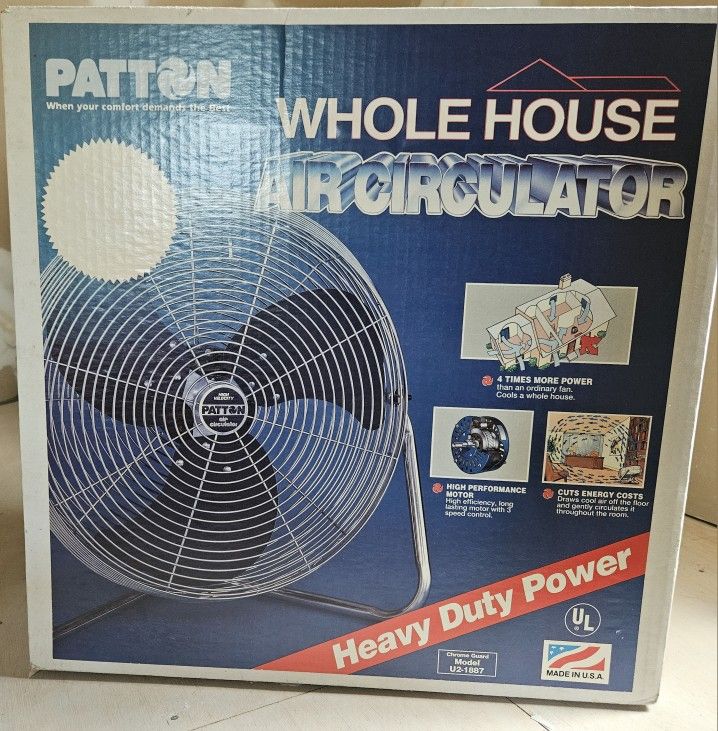 PATTON
When your comfort demands the Best
WHOLE HOUSE
AIR CIRCULATOR
HIGH
VELOCITY
PATTON
air
circulator
4 TIMES MORE POWER
than an ordinary fan.
Cools a whole house.
HIGH PERFORMANCE
MOTOR
High efficiency, long
lasting motor with 3
speed control.
CUTS ENERGY COSTS
Draws cool air off the floor
and gently circulates it
throughout the room.
Heavy Duty Power
Chrome Guard
Model
U2-1887
UL
®
MADE IN U.S.A.